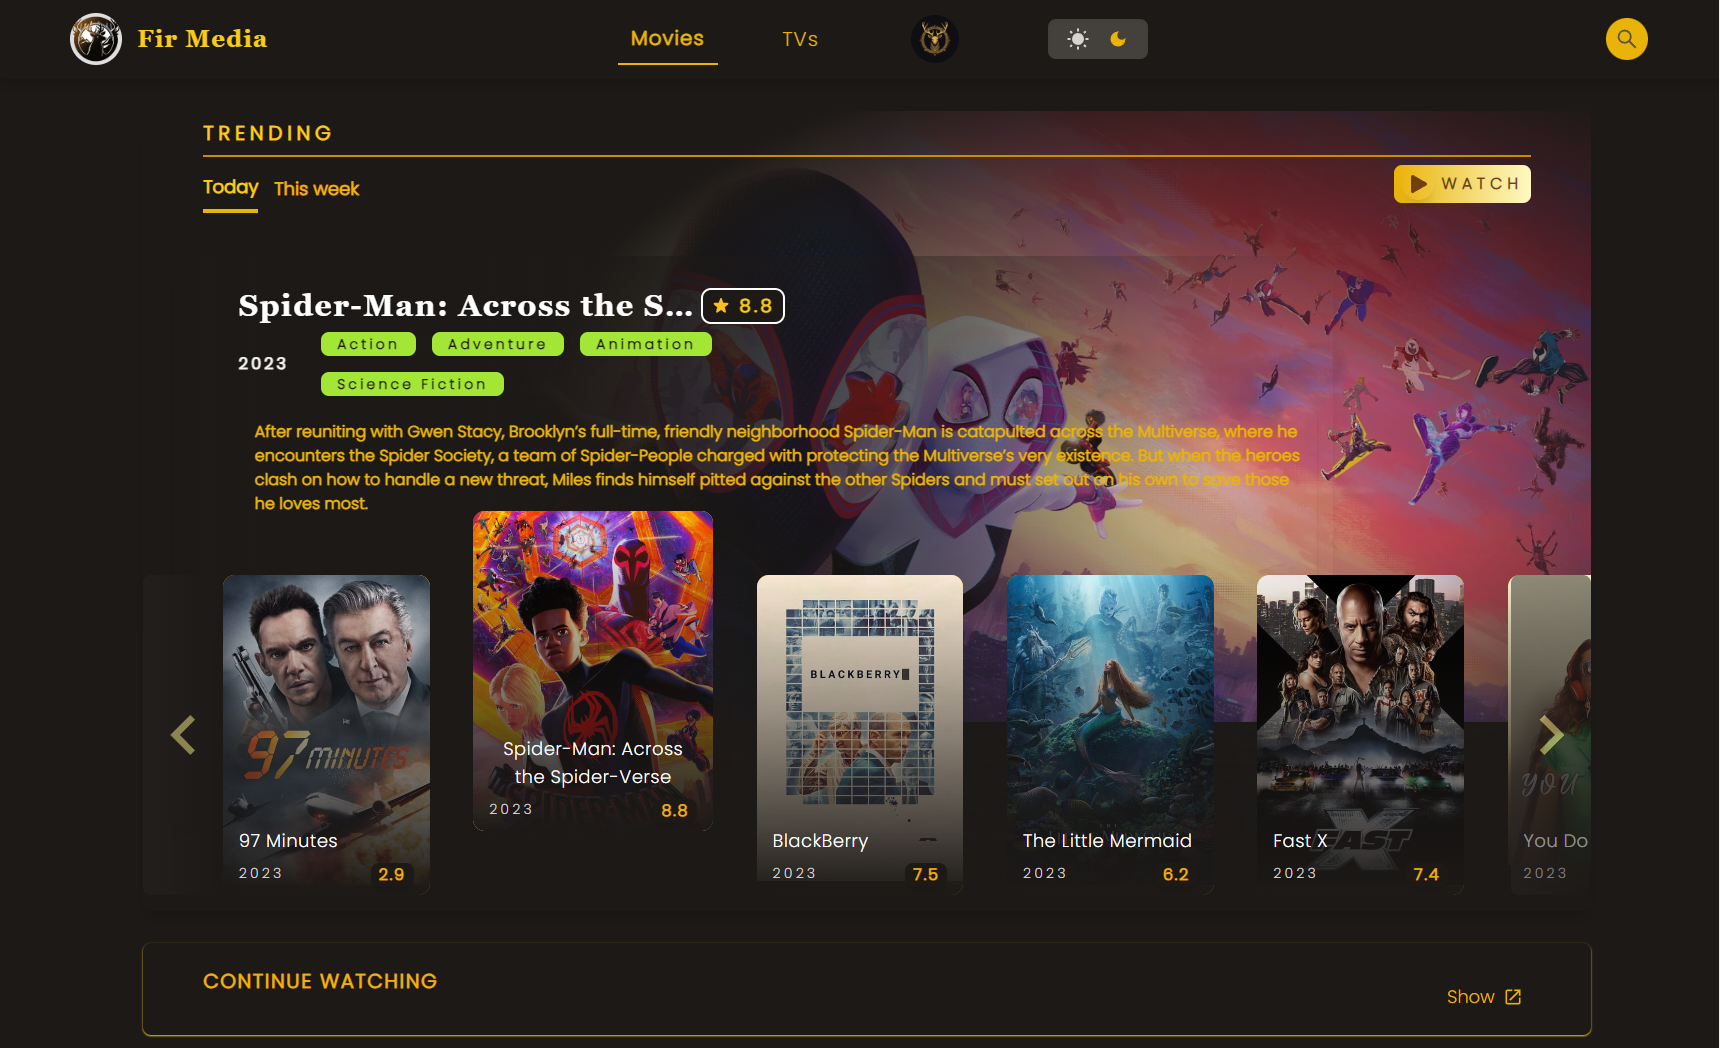 Fir Media
Movies
TVs
TRENDING
Today
This week
WATCH
Spider-Man: Across the S...
8.8
2023
Action
Adventure
Animation
Science Fiction
After reuniting with Gwen Stacy, Brooklyn’s full-time, friendly neighborhood Spider-Man is catapulted across the Multiverse, where he
encounters the Spider Society, a team of Spider-People charged with protecting the Multiverse’s very existence. But when the heroes
clash on how to handle a new threat, Miles finds himself pitted against the other Spiders and must set out on his own to save those
he loves most.
97 MINUTES
97 Minutes
2023
2.9
Spider-Man: Across
the Spider-Verse
2023
8.8
BLACKBERRY
BlackBerry
2023
7.5
The Little Mermaid
2023
6.2
FAST X
Fast X
2023
7.4
YOU
You Do
2023
CONTINUE WATCHING
Show